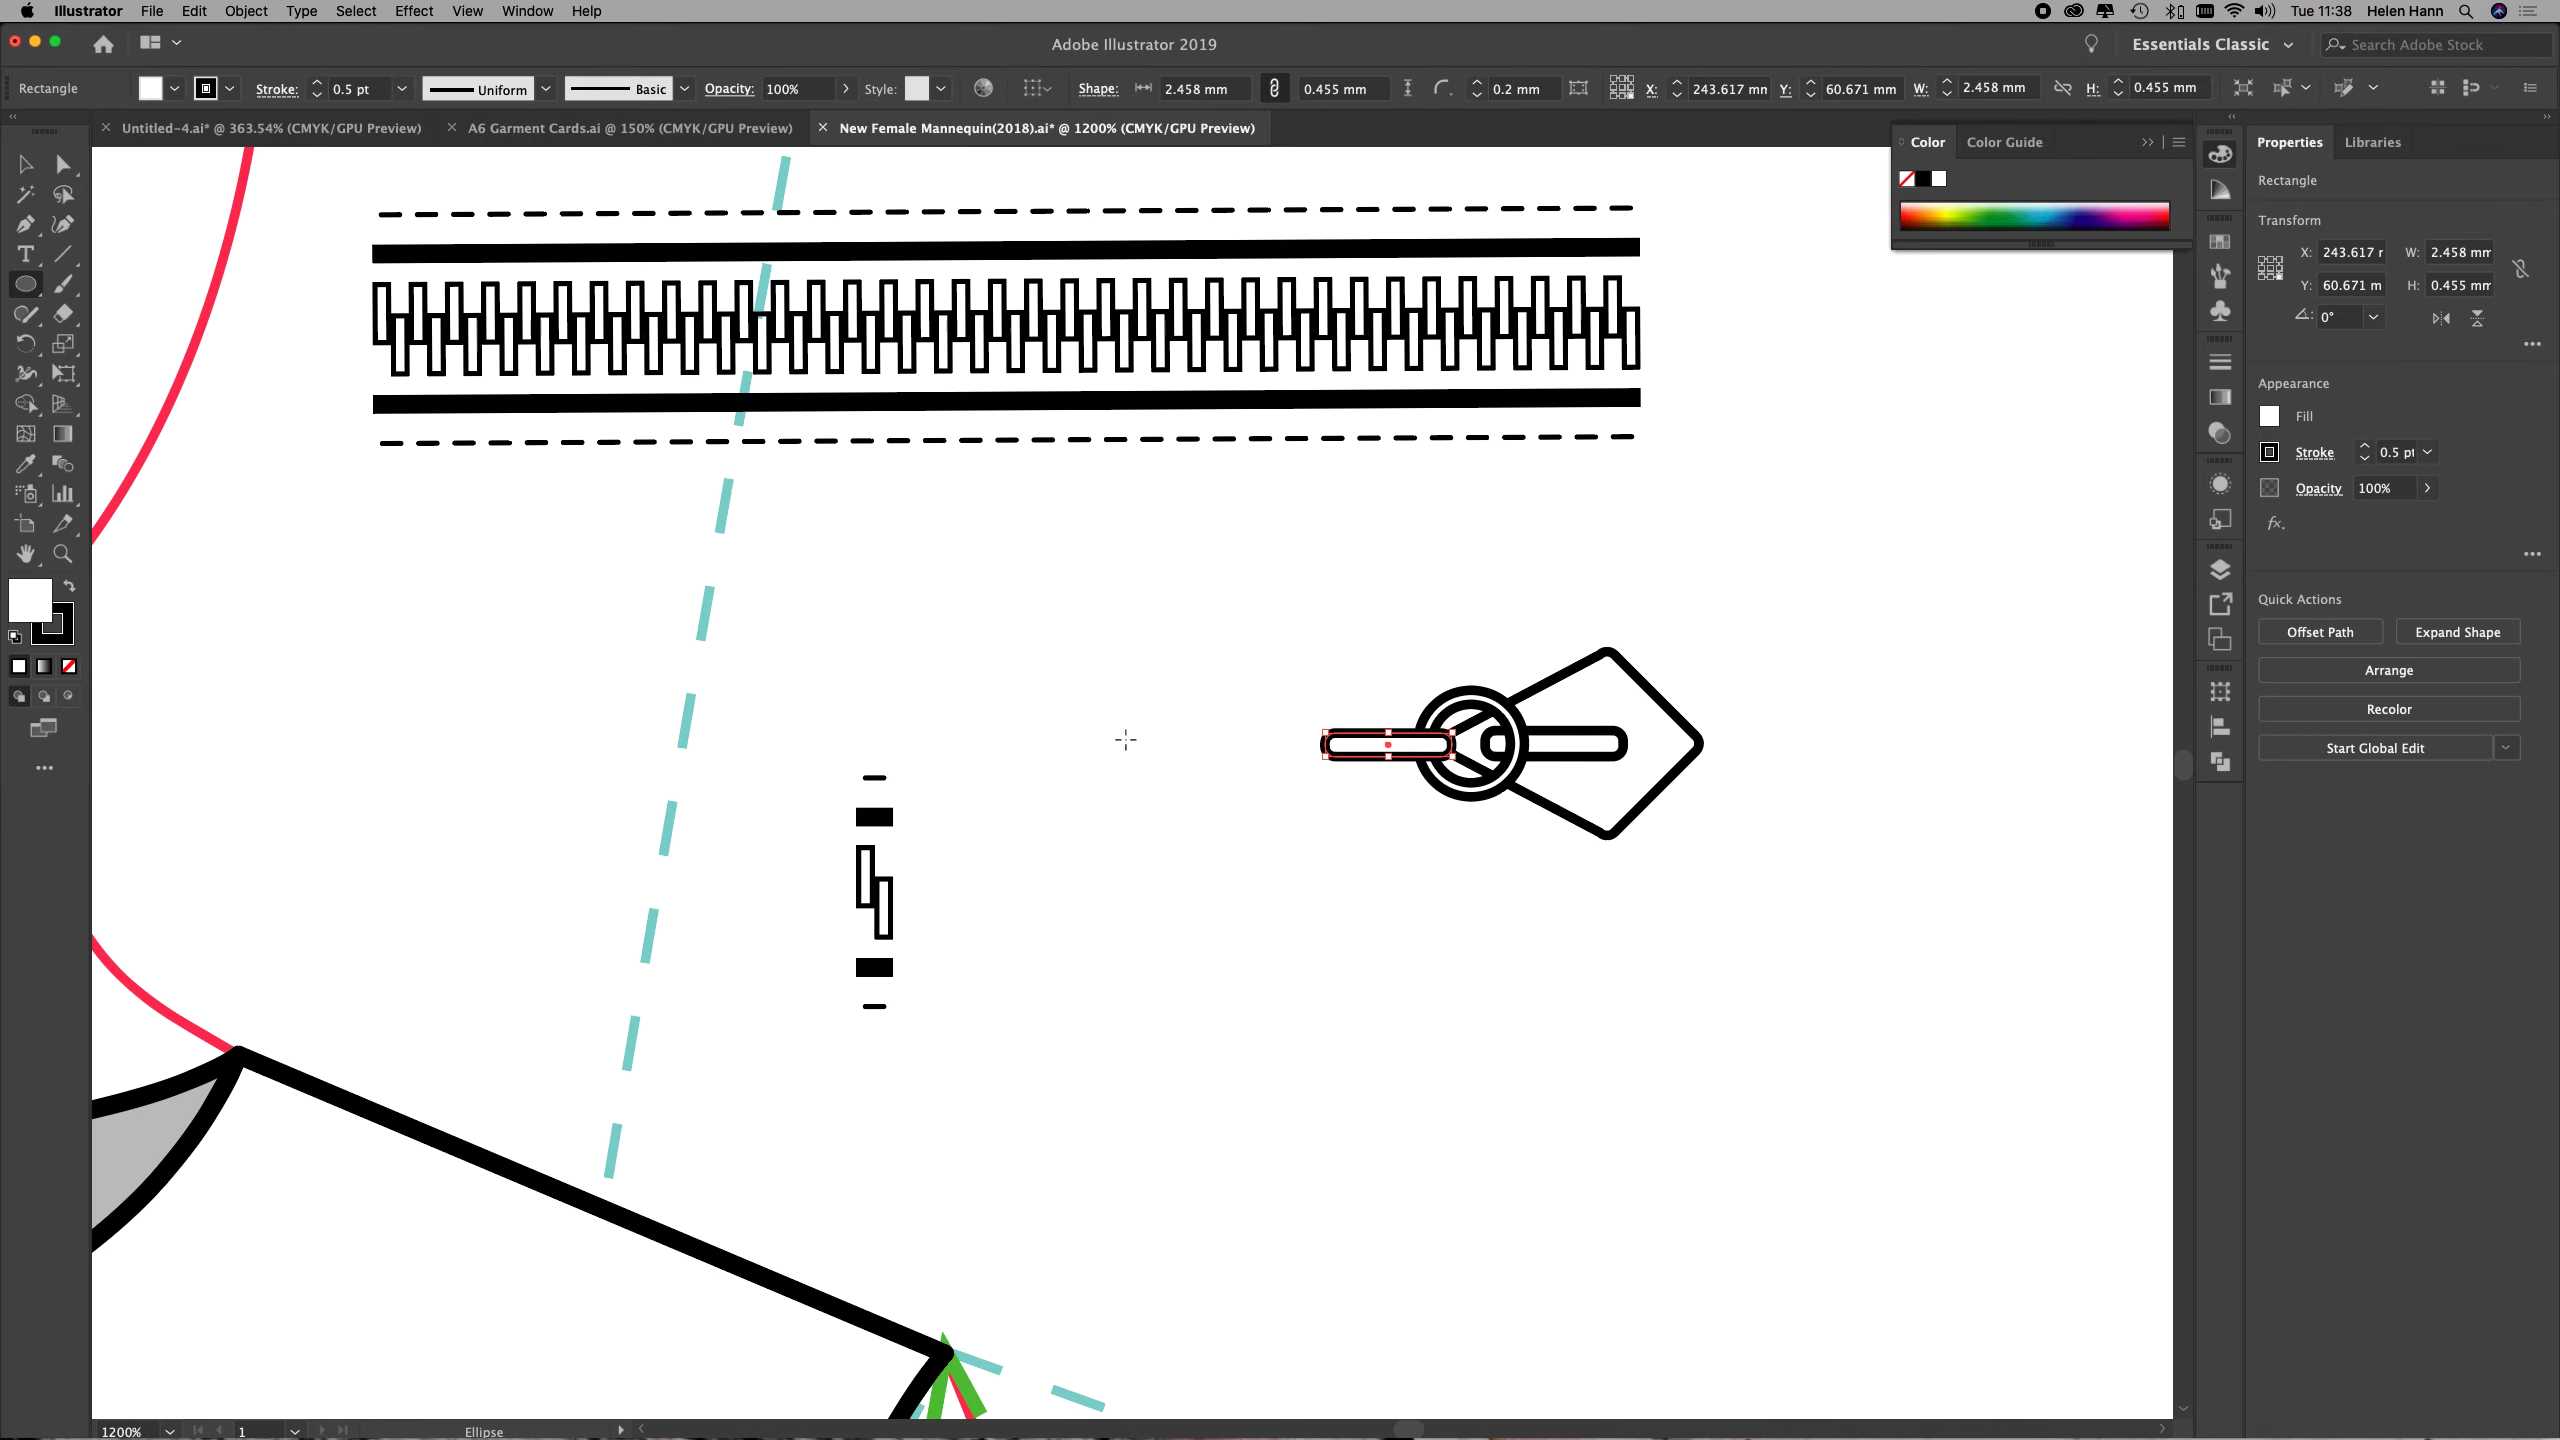 Illustrator File Edit Object Type Select Effect View Window Help Tue 11:38 Helen Hann
Adobe Illustrator 2019 Essentials Classic Search Adobe Stock
Rectangle Stroke: 0.5 pt Uniform Basic Opacity: 100% Style: Shape: 2.458 mm 0.455 mm 0.2 mm X: 243.617 mn Y: 60.671 mm W: 2.458 mm H: 0.455 mm
Untitled-4.ai* @ 363.54% (CMYK/GPU Preview) A6 Garment Cards.ai @ 150% (CMYK/GPU Preview) New Female Mannequin(2018).ai* @ 1200% (CMYK/GPU Preview)
Color Color Guide
Properties Libraries
Rectangle
Transform
X: 243.617 r W: 2.458 mm
Y: 60.671 m H: 0.455 mm
0°
Appearance
Fill
Stroke 0.5 pt
Opacity 100%
fx.
Quick Actions
Offset Path Expand Shape
Arrange
Recolor
Start Global Edit
1200% 1 Ellipse